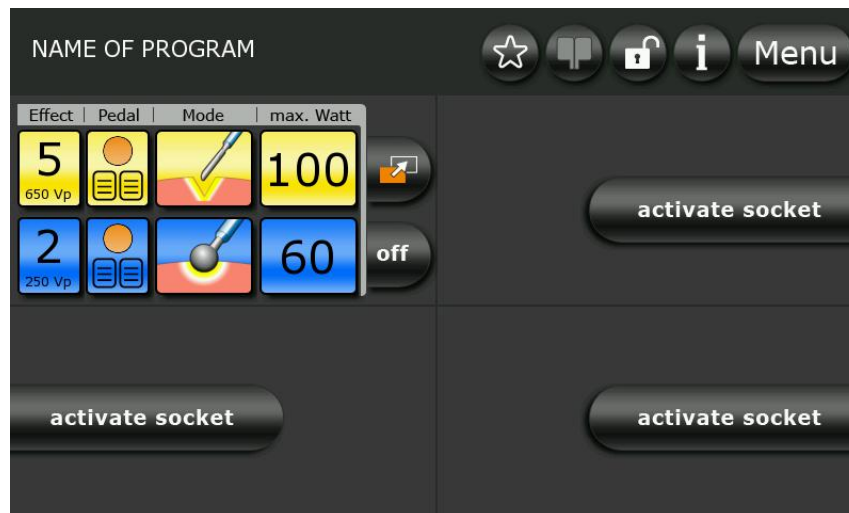 NAME OF PROGRAM
i
Menu
Effect | Pedal | Mode | max. Watt
5
650 Vp
100
2
250 Vp
60
off
activate socket
activate socket
activate socket